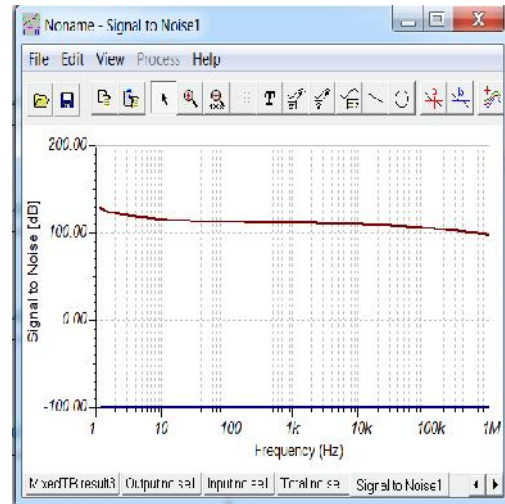 Noname - Signal to Noise1
File Edit View Process Help
T
a
b
200.00
100.00
0.00
-100.00
Signal to Noise [dB]
1 10 100 1k 10k 100k 1M
Frequency (Hz)
Signal to Noise1